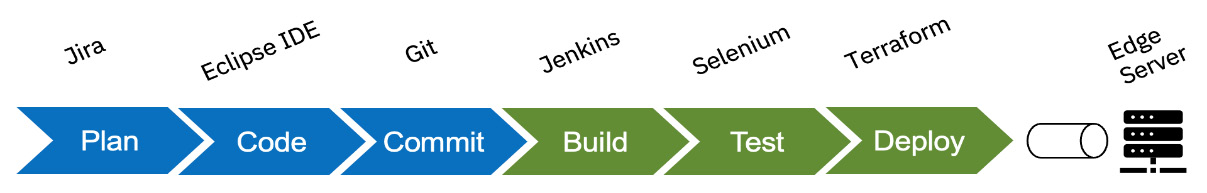 Jira
Eclipse IDE
Git
Jenkins
Selenium
Terraform
Edge
Server
Plan
Code
Commit
Build
Test
Deploy